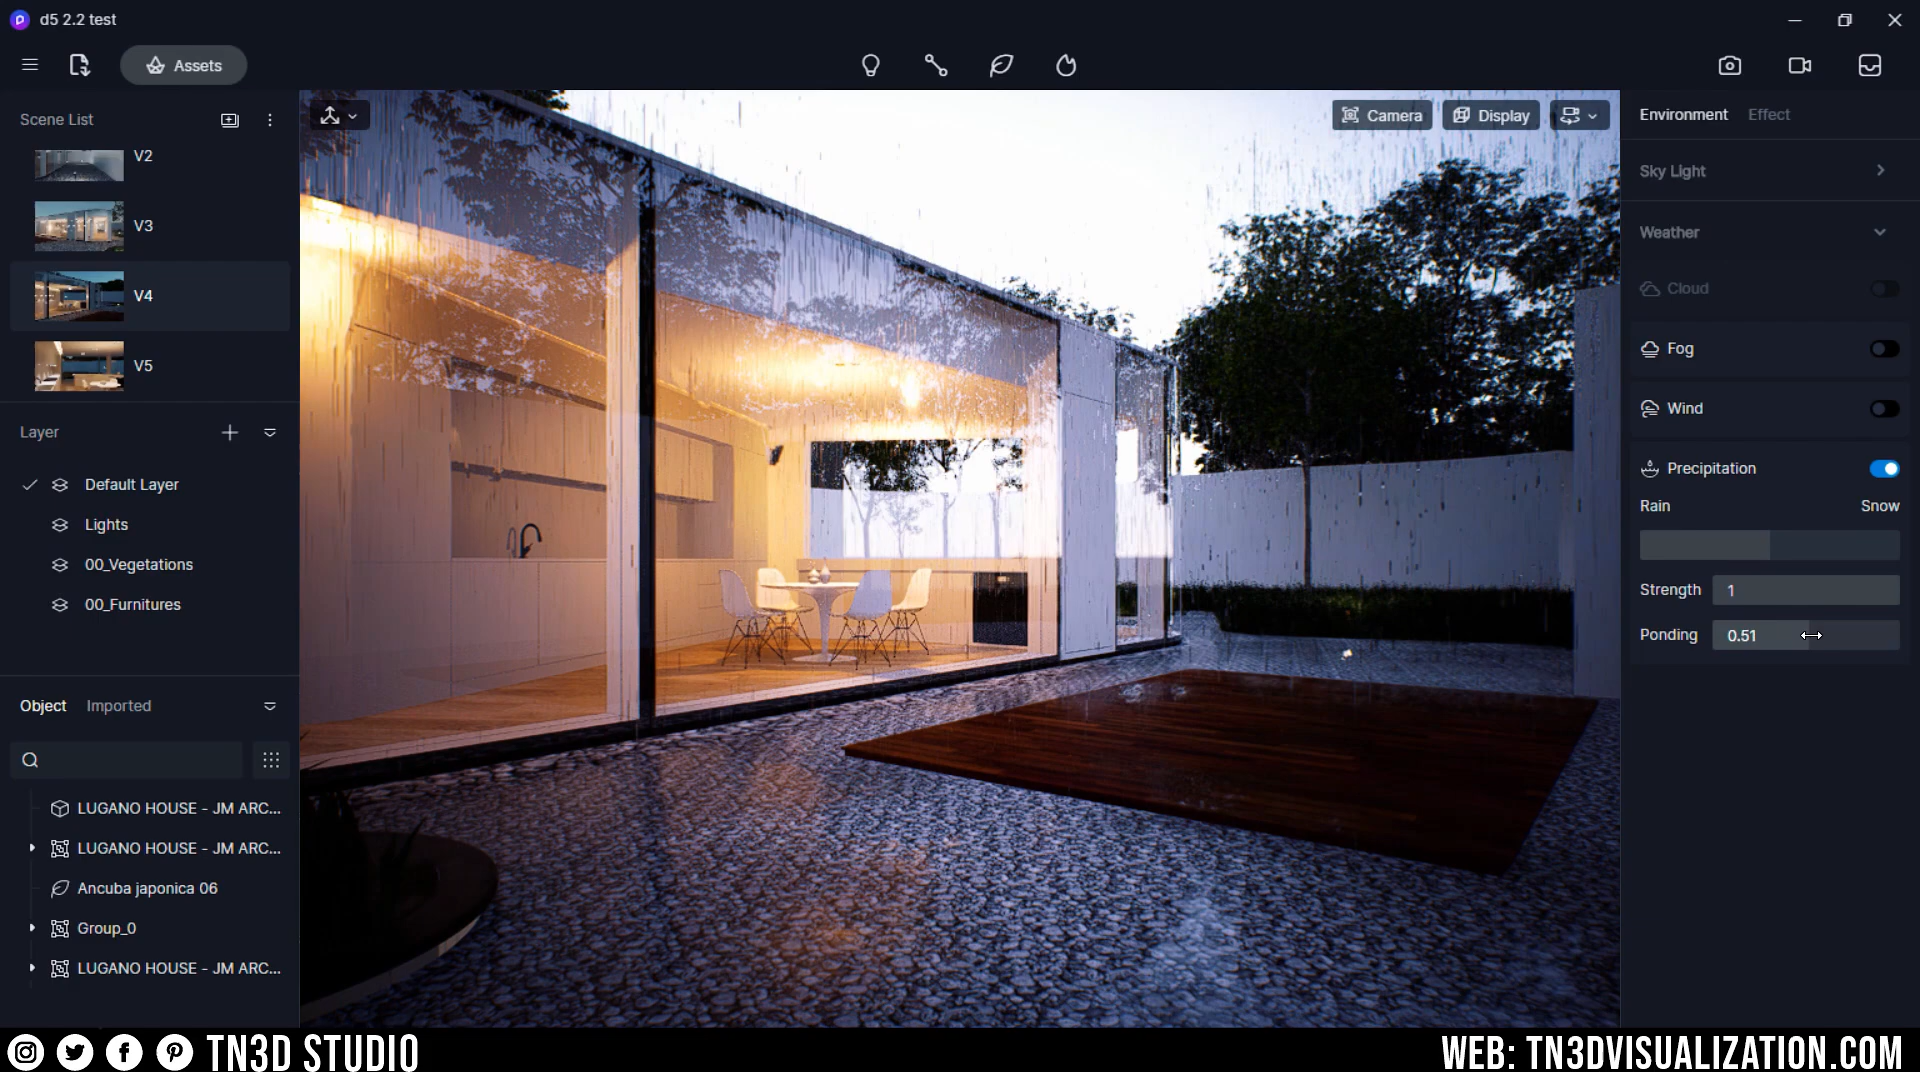 d5 2.2 test
Assets
Scene List
V2
V3
V4
V5
Layer
Default Layer
Lights
00_Vegetations
00_Furnitures
Object Imported
LUGANO HOUSE - JM ARC...
LUGANO HOUSE - JM ARC...
Ancuba japonica 06
Group_0
LUGANO HOUSE - JM ARC...
Camera Display
Environment Effect
Sky Light
Weather
Cloud
Fog
Wind
Precipitation
Rain Snow
Strength 1
Ponding 0.51
TN3D STUDIO
WEB: TN3DVISUALIZATION.COM